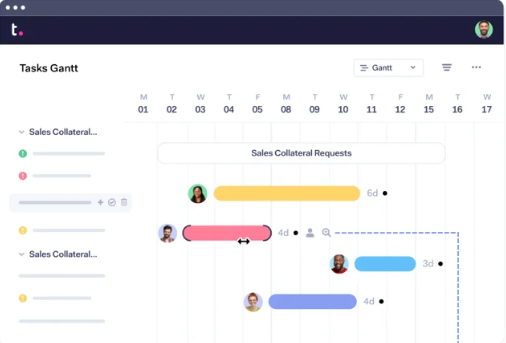 t.
Tasks Gantt
Gantt
M T W T F M T W T F M T W
01 02 03 04 05 08 09 10 11 12 15 16 17
Sales Collateral...
Sales Collateral Requests
6d
4d
Sales Collateral...
3d
4d